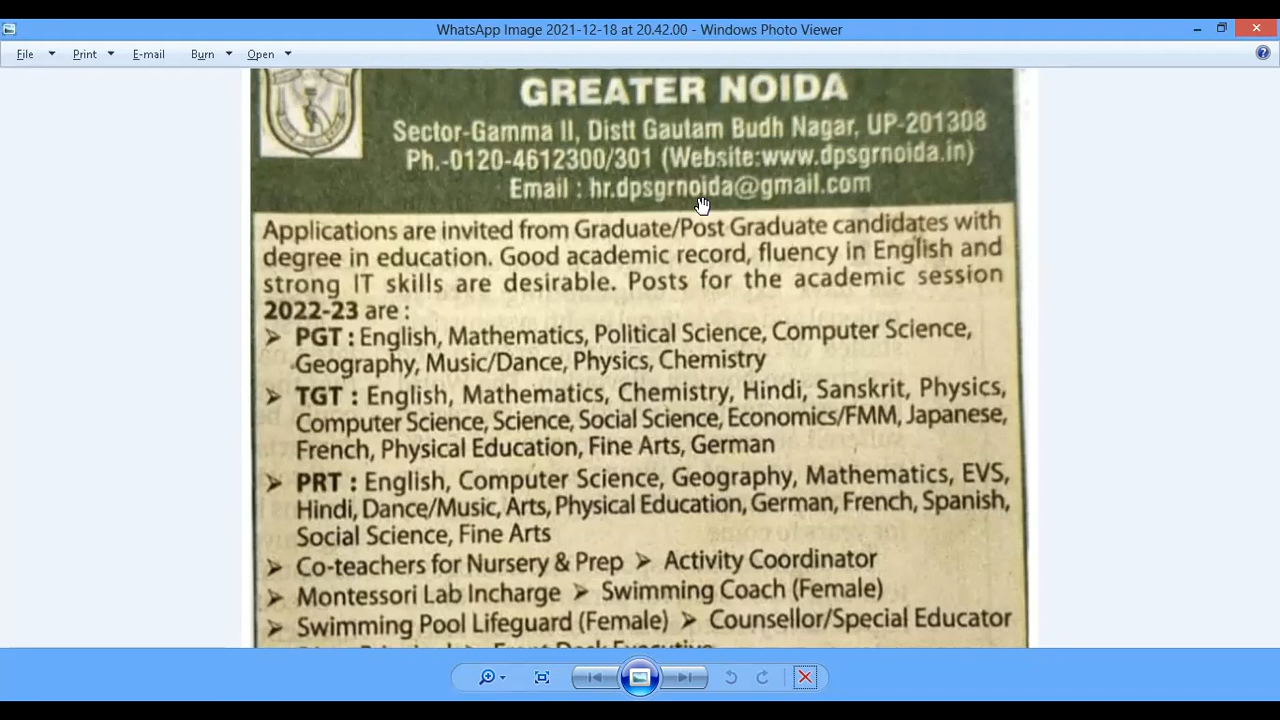 WhatsApp Image 2021-12-18 at 20.42.00 - Windows Photo Viewer
File Print E-mail Burn Open
GREATER NOIDA
Sector-Gamma II, Distt Gautam Budh Nagar, UP-201308
Ph.-0120-4612300/301 (Website:www.dpsgrnoida.in)
Email : hr.dpsgrnoida@gmail.com
Applications are invited from Graduate/Post Graduate candidates with
degree in education. Good academic record, fluency in English and
strong IT skills are desirable. Posts for the academic session
2022-23 are :
➢ PGT : English, Mathematics, Political Science, Computer Science,
Geography, Music/Dance, Physics, Chemistry
➢ TGT : English, Mathematics, Chemistry, Hindi, Sanskrit, Physics,
Computer Science, Science, Social Science, Economics/FMM, Japanese,
French, Physical Education, Fine Arts, German
➢ PRT : English, Computer Science, Geography, Mathematics, EVS,
Hindi, Dance/Music, Arts, Physical Education, German, French, Spanish,
Social Science, Fine Arts
➢ Co-teachers for Nursery & Prep ➢ Activity Coordinator
➢ Montessori Lab Incharge ➢ Swimming Coach (Female)
➢ Swimming Pool Lifeguard (Female) ➢ Counsellor/Special Educator
Front Desk Executive